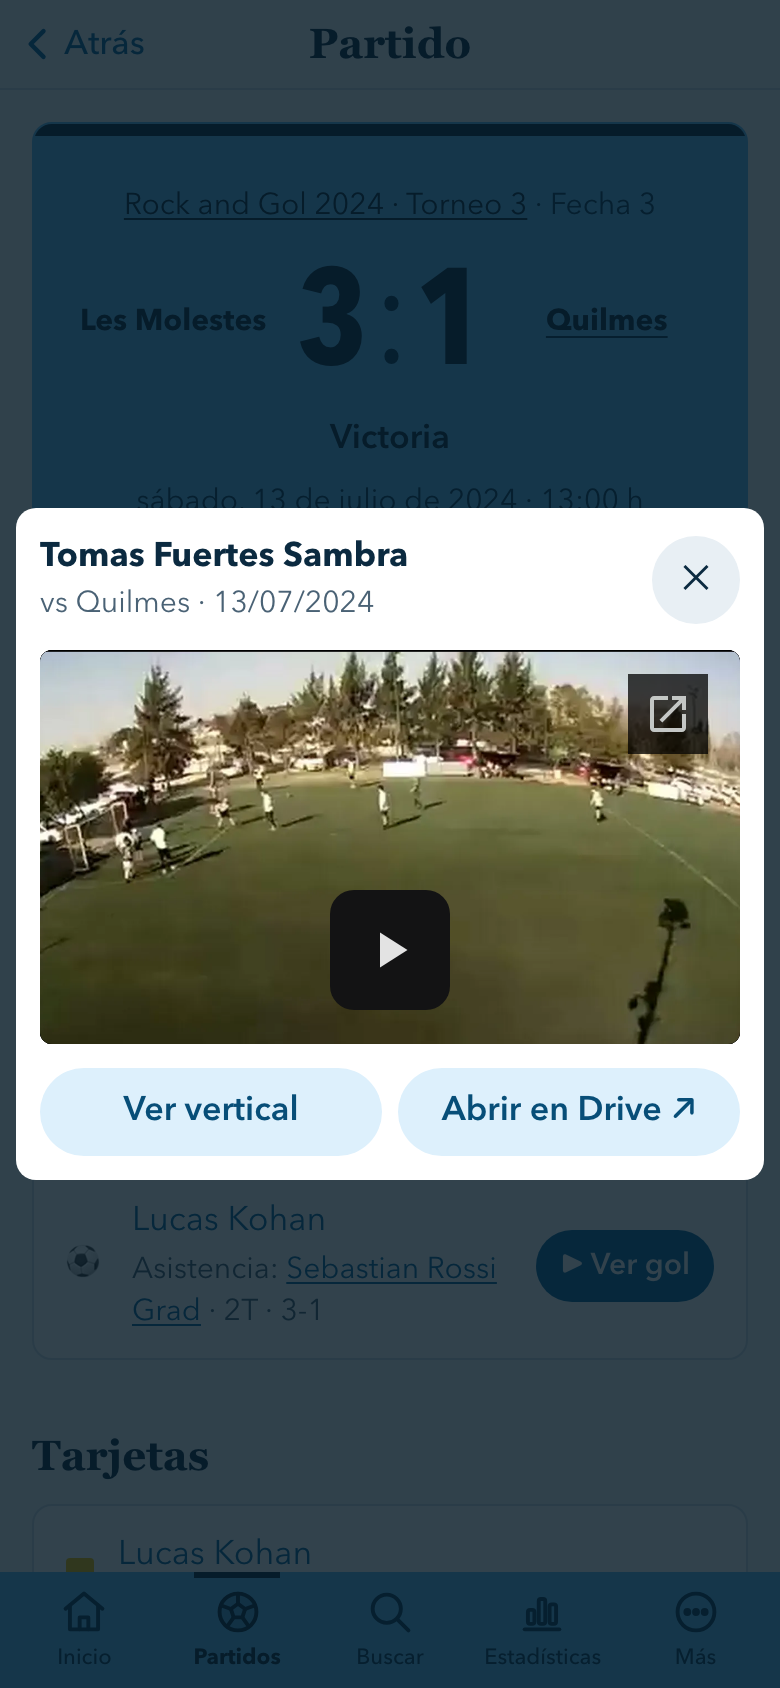 Atrás
Partido
Rock and Gol 2024 · Torneo 3 · Fecha 3
Les Molestes 3:1 Quilmes
Victoria
sábado, 13 de julio de 2024 · 13:00 h
Tomas Fuertes Sambra
vs Quilmes · 13/07/2024
Ver vertical
Abrir en Drive ↗
Lucas Kohan
Asistencia: Sebastian Rossi
Grad · 2T · 3-1
Ver gol
Tarjetas
Lucas Kohan
Inicio
Partidos
Buscar
Estadísticas
Más